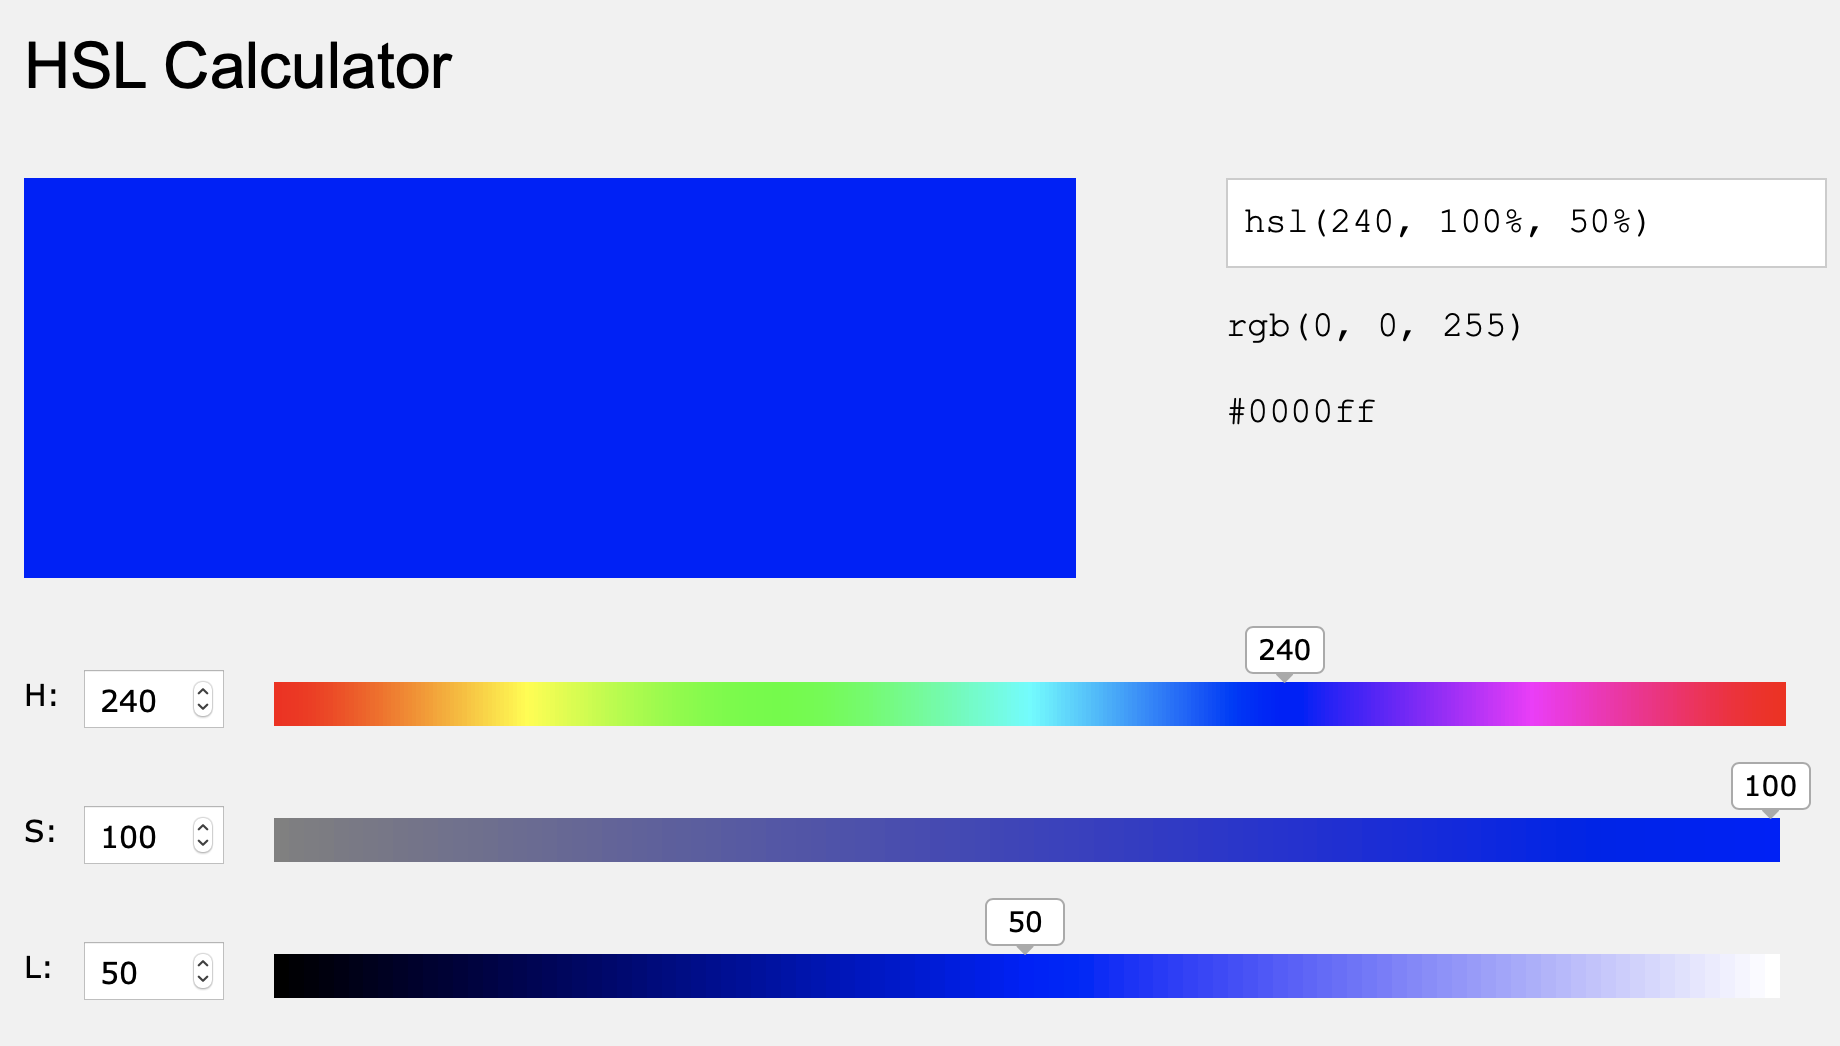 HSL Calculator
hsl(240, 100%, 50%)
rgb(0, 0, 255)
#0000ff
240
H: 240
100
S: 100
50
L: 50